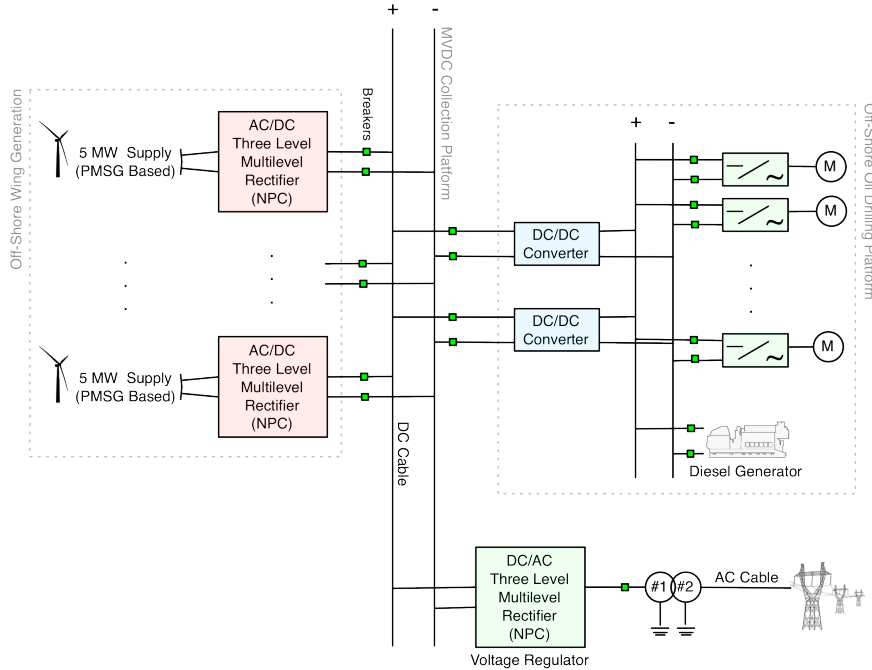 + -
MVDC Collection Platform
Off-Shore Wing Generation
Breakers
5 MW Supply
(PMSG Based)
AC/DC
Three Level
Multilevel
Rectifier
(NPC)
Off-Shore Oil Drilling Platform
+ -
M
M
DC/DC
Converter
DC/DC
Converter
M
5 MW Supply
(PMSG Based)
AC/DC
Three Level
Multilevel
Rectifier
(NPC)
DC Cable
Diesel Generator
DC/AC
Three Level
Multilevel
Rectifier
(NPC)
Voltage Regulator
#1 #2
AC Cable